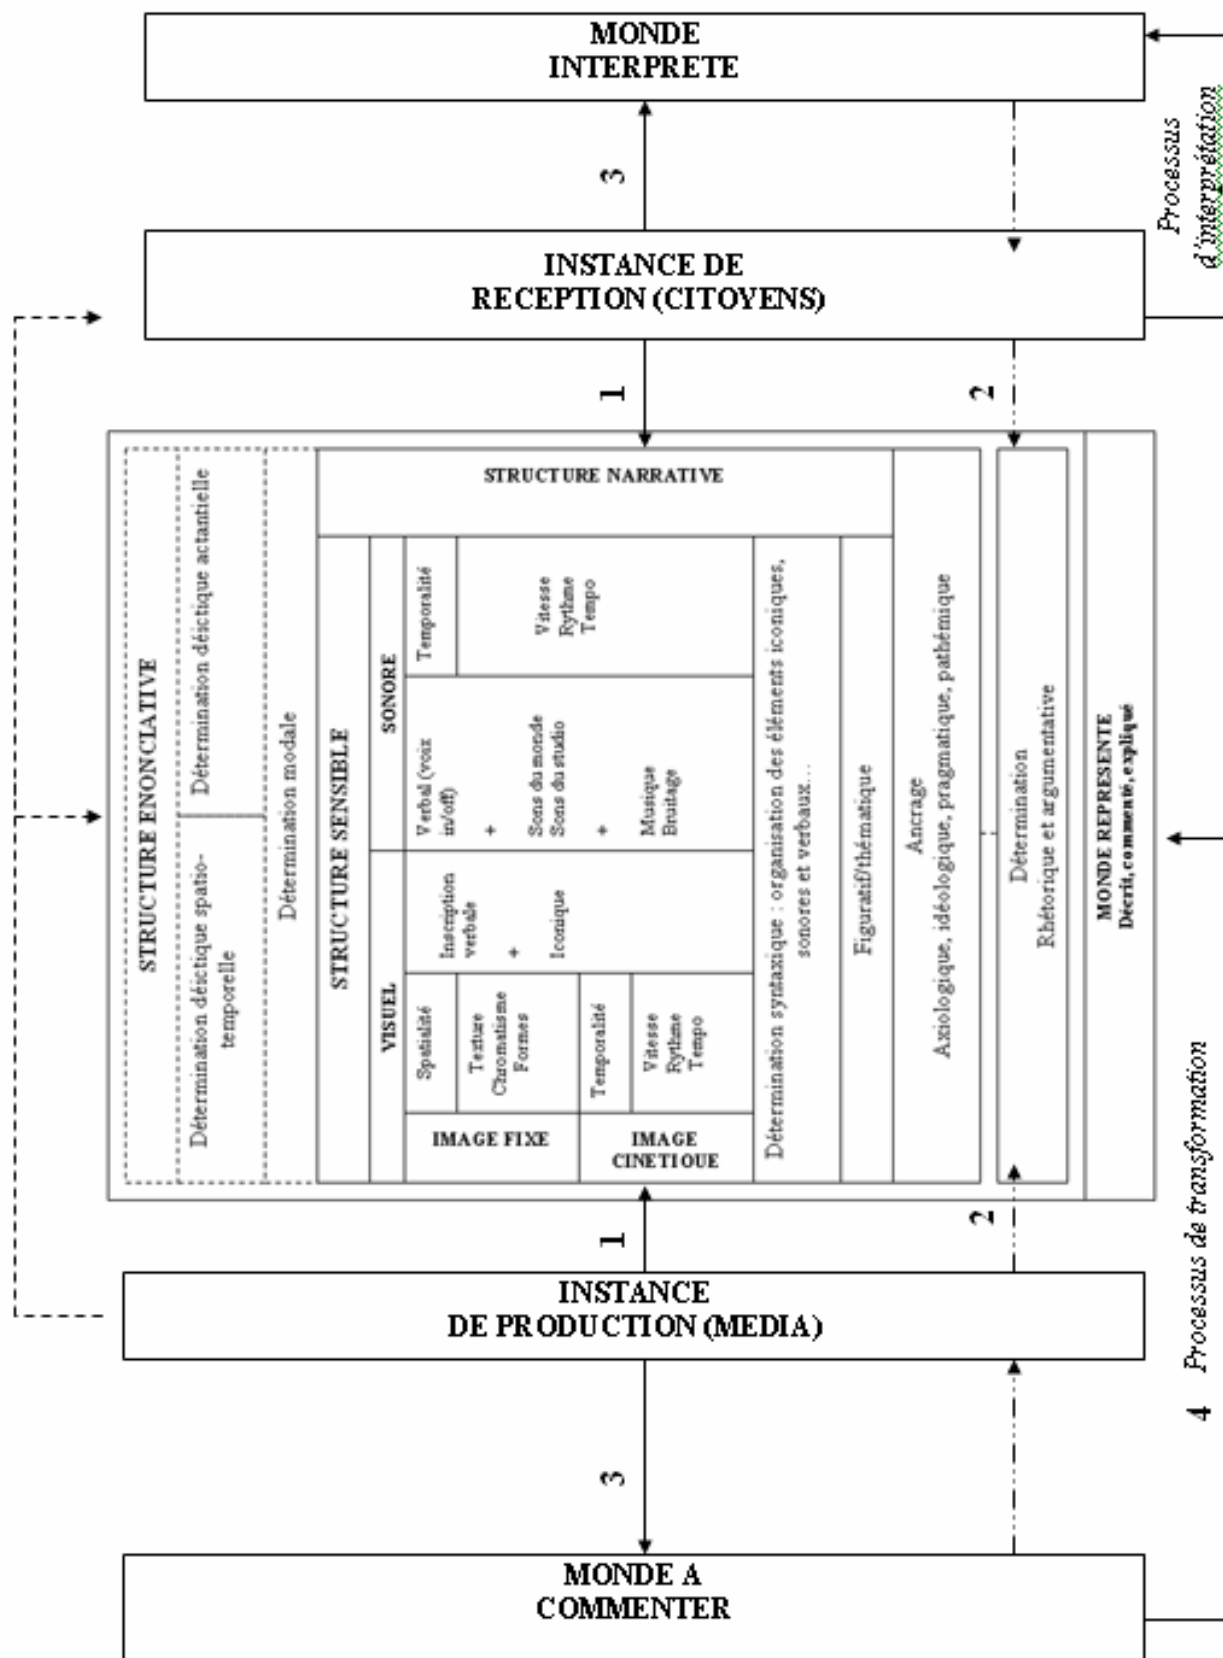 MONDE
INTERPRETE
3
Processus
d'interprétation
INSTANCE DE
RECEPTION (CITOYENS)
1
2
STRUCTURE ENONCIATIVE
Détermination déictique spatio-
temporelle
Détermination déictique actantielle
Détermination modale
STRUCTURE SENSIBLE
STRUCTURE NARRATIVE
VISUEL
SONORE
IMAGE FIXE
Spatialité
Texture
Chromatisme
Formes
IMAGE
CINETIQUE
Temporalité
Vitesse
Rythme
Tempo
Inscription
verbale
+
Iconique
Verbal (voix
in/off)
+
Sons du monde
Sons du studio
+
Musique
Bruitage
Temporalité
Vitesse
Rythme
Tempo
Détermination syntaxique : organisation des éléments iconiques,
sonores et verbaux...
Figuratif/thématique
Ancrage
Axiologique, idéologique, pragmatique, pathémique
Détermination
Rhétorique et argumentative
MONDE REPRESENTE
Décrit, commenté, expliqué
1
2
INSTANCE
DE PRODUCTION (MEDIA)
4 Processus de transformation
3
MONDE A
COMMENTER